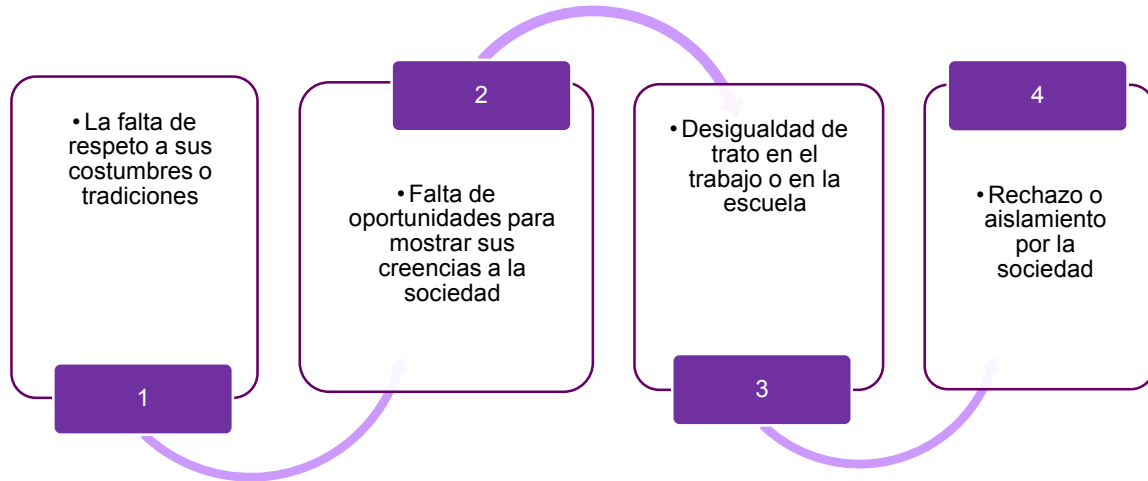 • La falta de
respeto a sus
costumbres o
tradiciones
1
2
• Falta de
oportunidades para
mostrar sus
creencias a la
sociedad
• Desigualdad de
trato en el
trabajo o en la
escuela
3
4
• Rechazo o
aislamiento
por la
sociedad